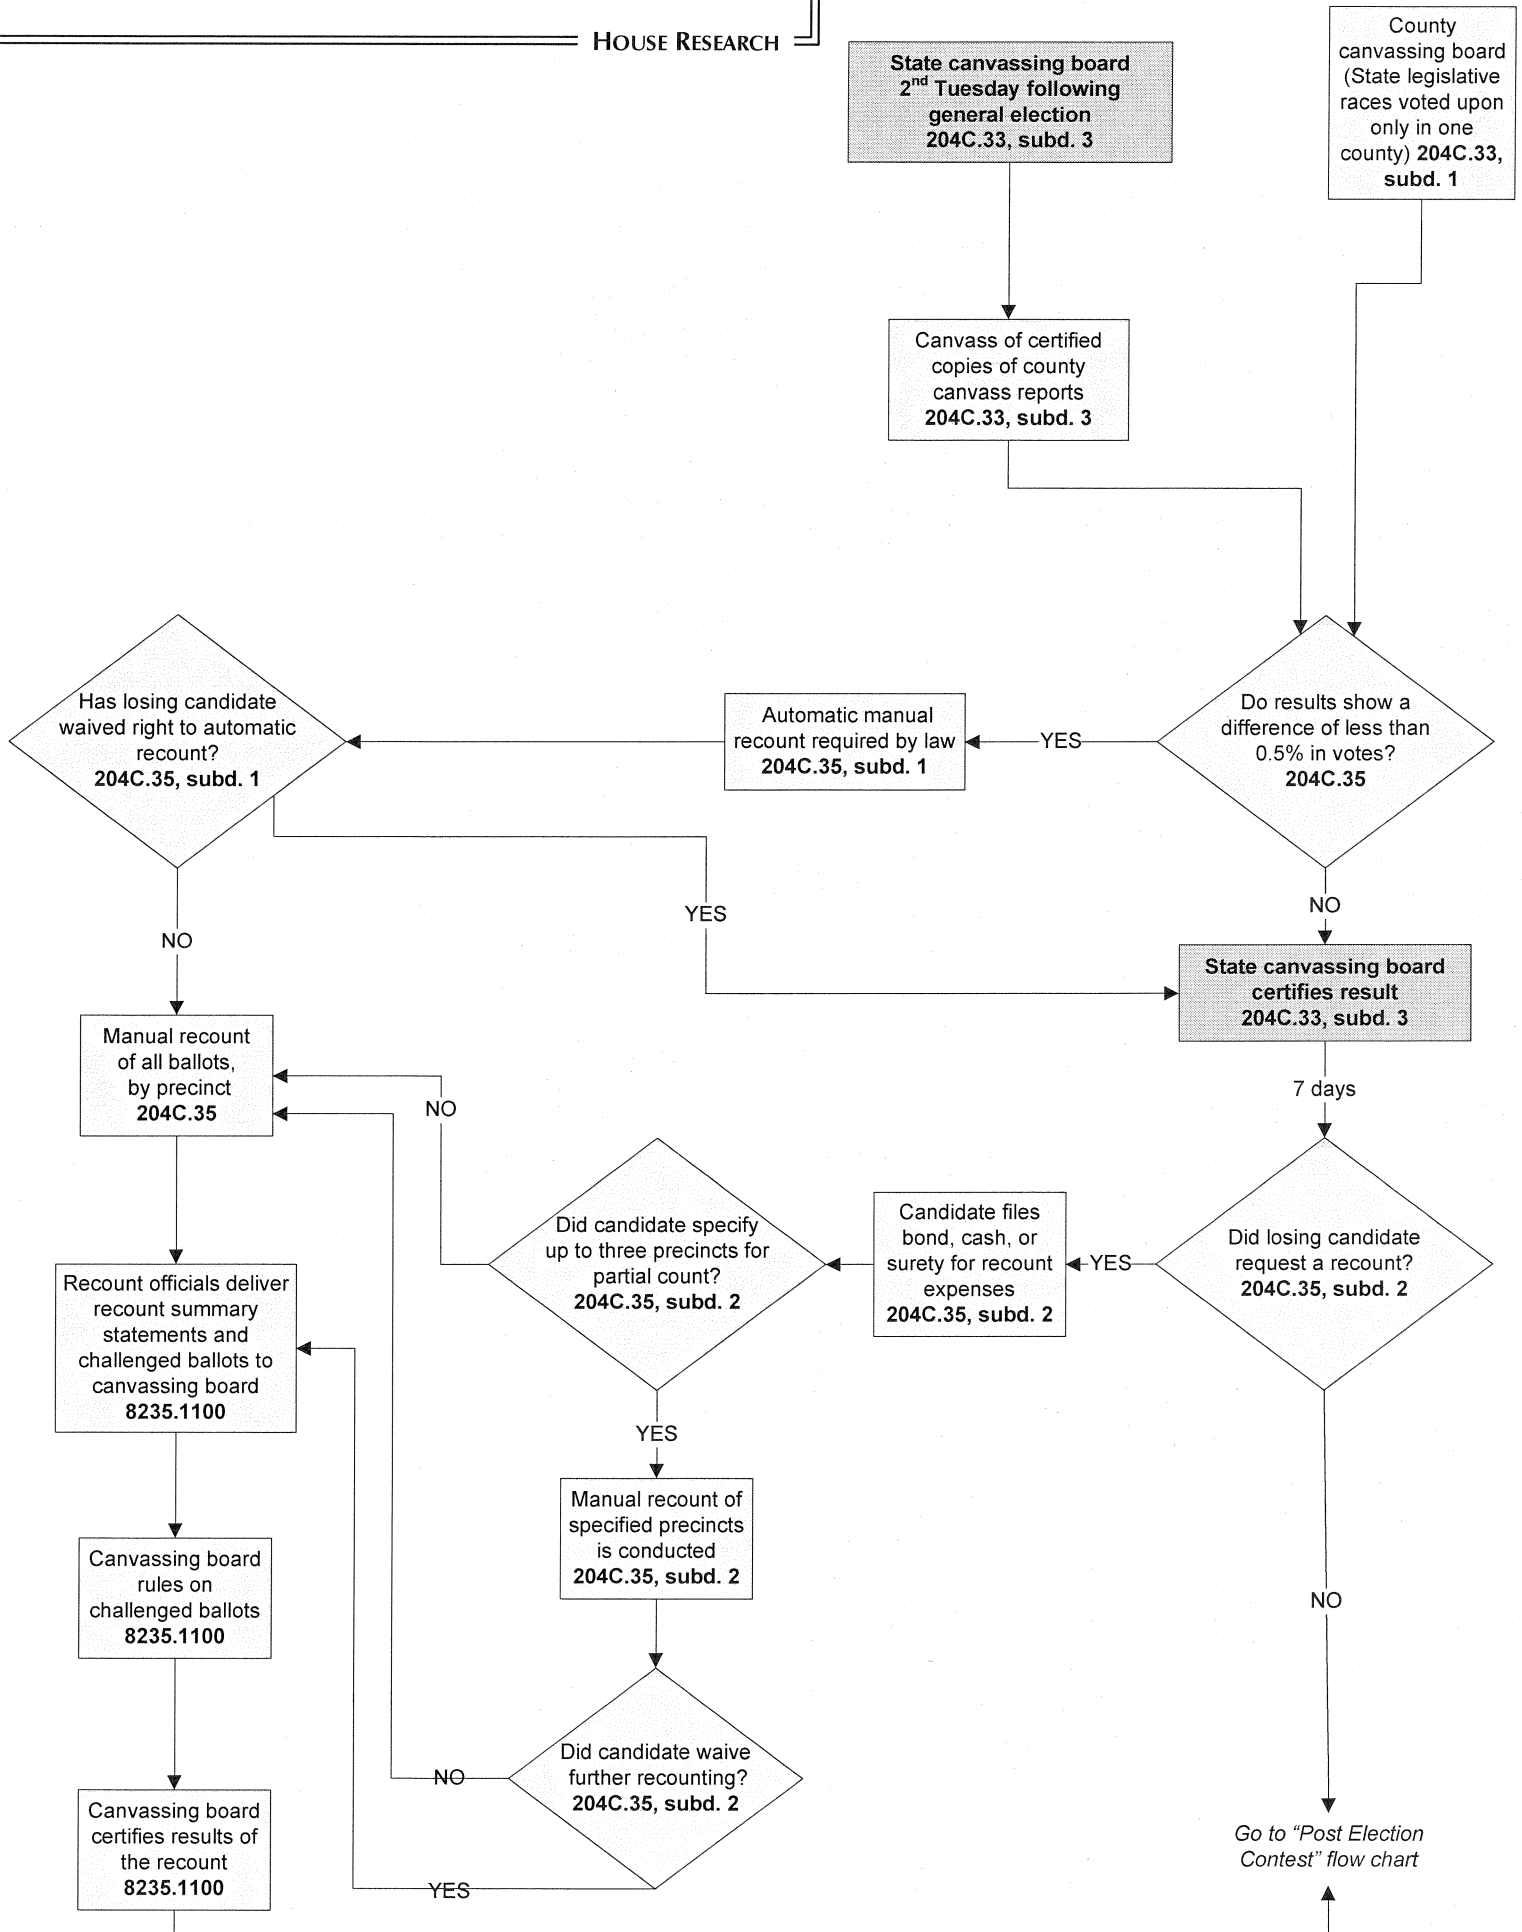 HOUSE RESEARCH
State canvassing board
2nd Tuesday following
general election
204C.33, subd. 3
County
canvassing board
(State legislative
races voted upon
only in one
county) 204C.33,
subd. 1
Canvass of certified
copies of county
canvass reports
204C.33, subd. 3
Has losing candidate
waived right to automatic
recount?
204C.35, subd. 1
Automatic manual
recount required by law
204C.35, subd. 1
YES
Do results show a
difference of less than
0.5% in votes?
204C.35
YES
NO
NO
State canvassing board
certifies result
204C.33, subd. 3
Manual recount
of all ballots,
by precinct
204C.35
NO
7 days
Did candidate specify
up to three precincts for
partial count?
204C.35, subd. 2
Candidate files
bond, cash, or
surety for recount
expenses
204C.35, subd. 2
YES
Did losing candidate
request a recount?
204C.35, subd. 2
Recount officials deliver
recount summary
statements and
challenged ballots to
canvassing board
8235.1100
YES
Manual recount of
specified precincts
is conducted
204C.35, subd. 2
Canvassing board
rules on
challenged ballots
8235.1100
NO
Did candidate waive
further recounting?
204C.35, subd. 2
NO
Canvassing board
certifies results of
the recount
8235.1100
YES
Go to “Post Election
Contest” flow chart